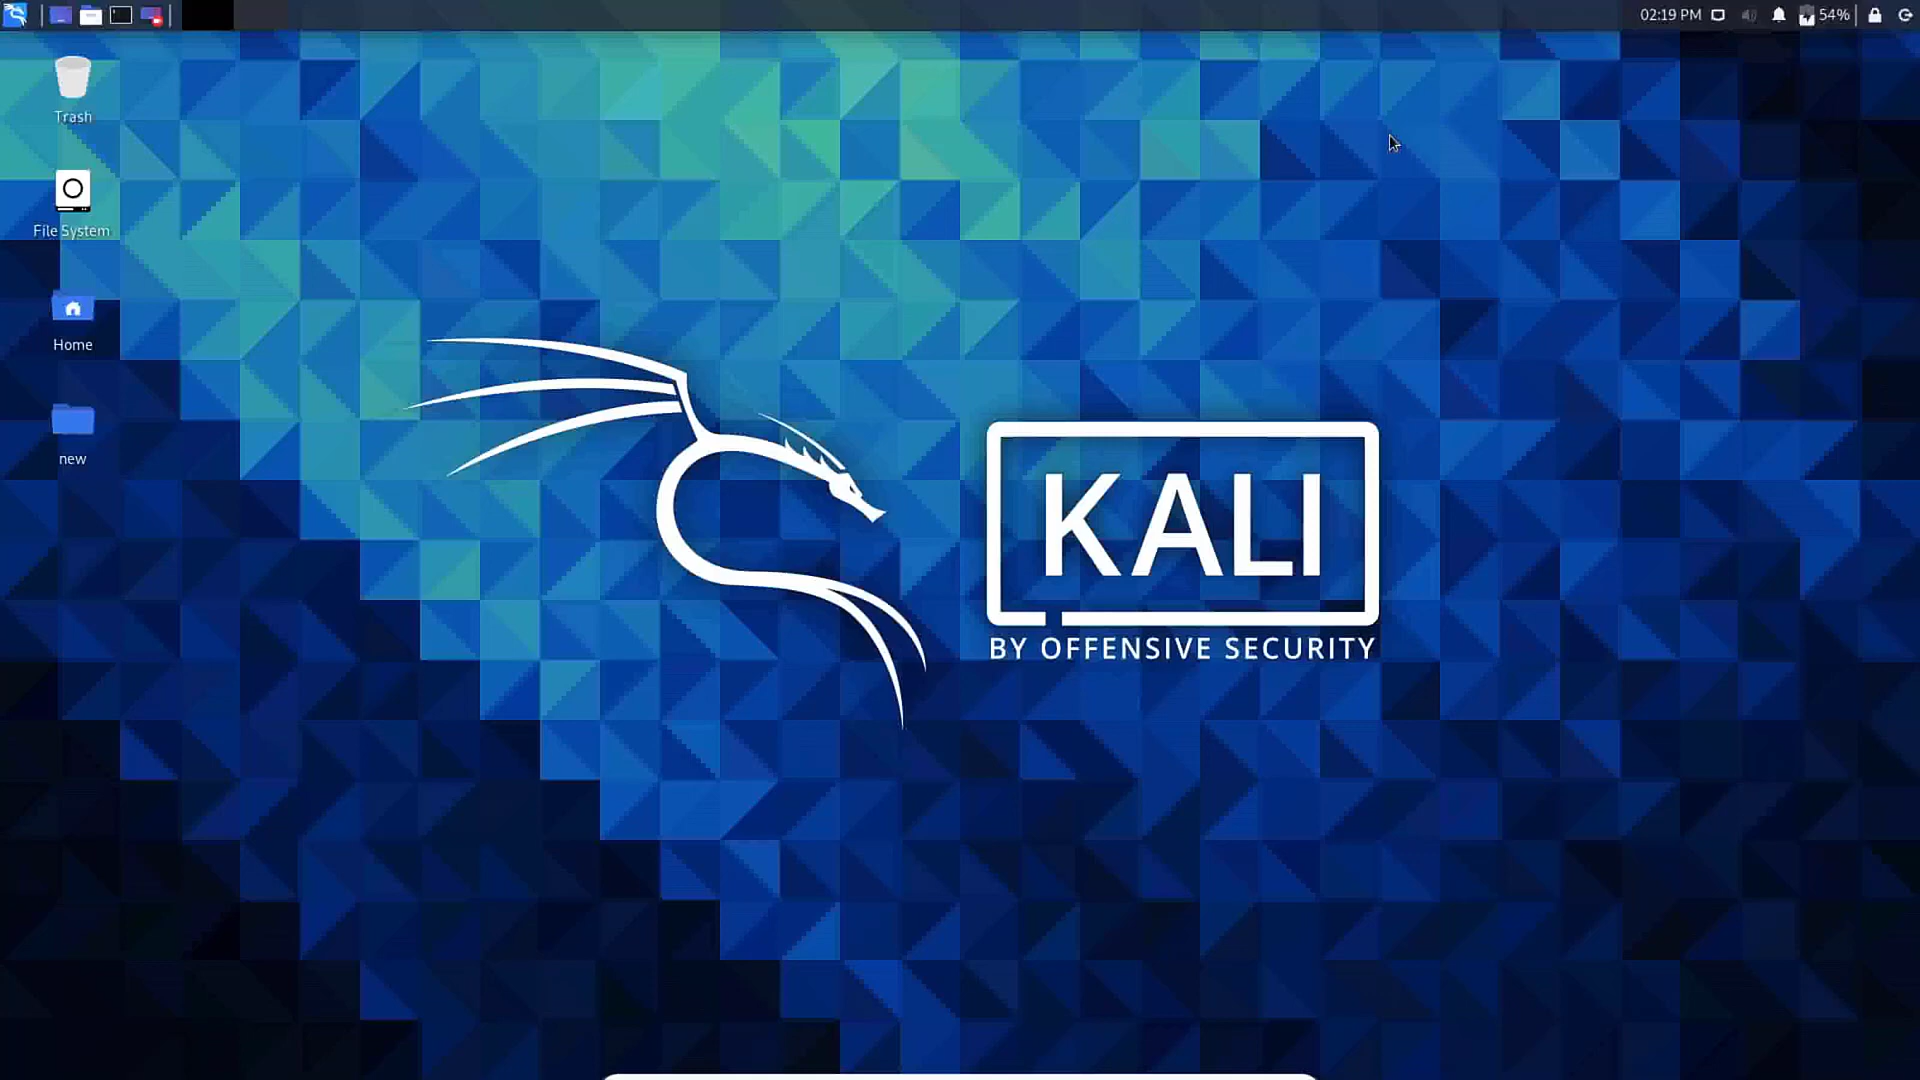 02:19 PM
54%
Trash
File System
Home
new
KALI
BY OFFENSIVE SECURITY